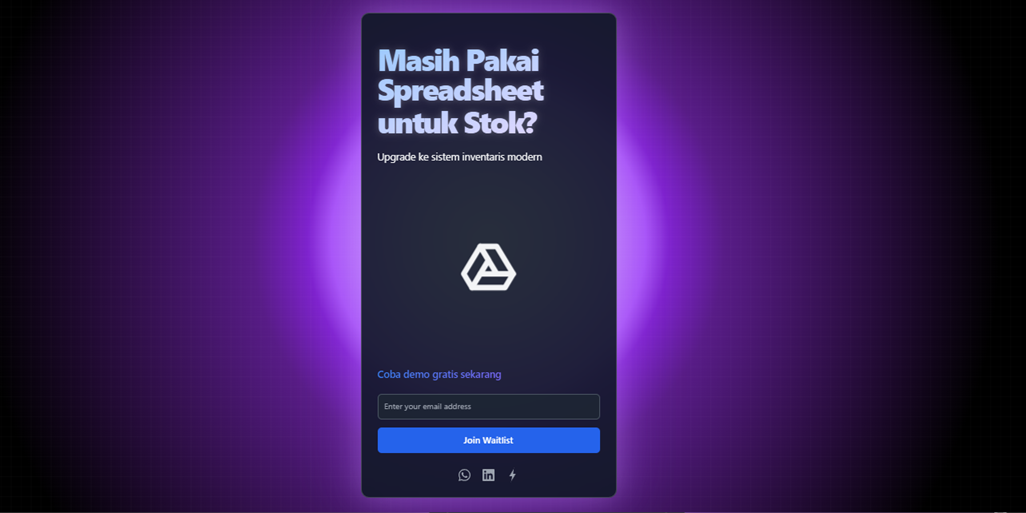 Masih Pakai
Spreadsheet
untuk Stok?
Upgrade ke sistem inventaris modern
Coba demo gratis sekarang
Enter your email address
Join Waitlist